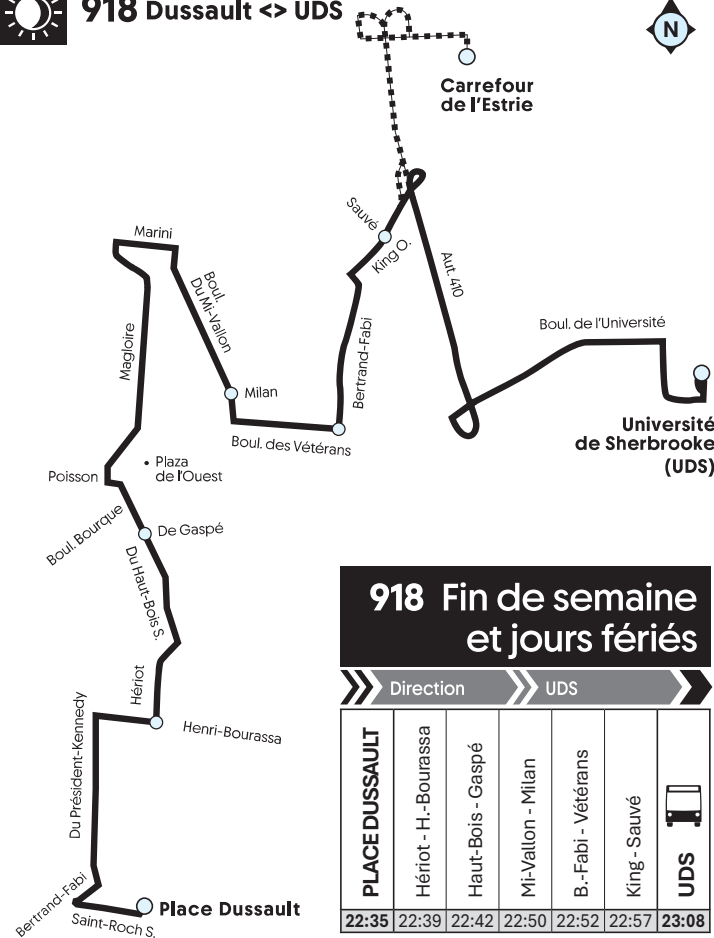 918 Dussault <> UDS
N
Carrefour
de l'Estrie
Sauvé
King O.
Marini
Boul.
Du Mi-Vallon
Aut. 410
Magloire
Bertrand-Fabi
Boul. de l'Université
Milan
Boul. des Vétérans
Université
de Sherbrooke
(UDS)
Plaza
de l'Ouest
Poisson
Boul. Bourque
De Gaspé
Du Haut-Bois S.
Hériot
Henri-Bourassa
Du Président-Kennedy
Bertrand-Fabi
Saint-Roch S.
Place Dussault
918 Fin de semaine
et jours fériés
Direction UDS
PLACE DUSSAULT
Hériot - H.-Bourassa
Haut-Bois - Gaspé
Mi-Vallon - Milan
B.-Fabi - Vétérans
King - Sauvé
UDS
22:35 22:39 22:42 22:50 22:52 22:57 23:08